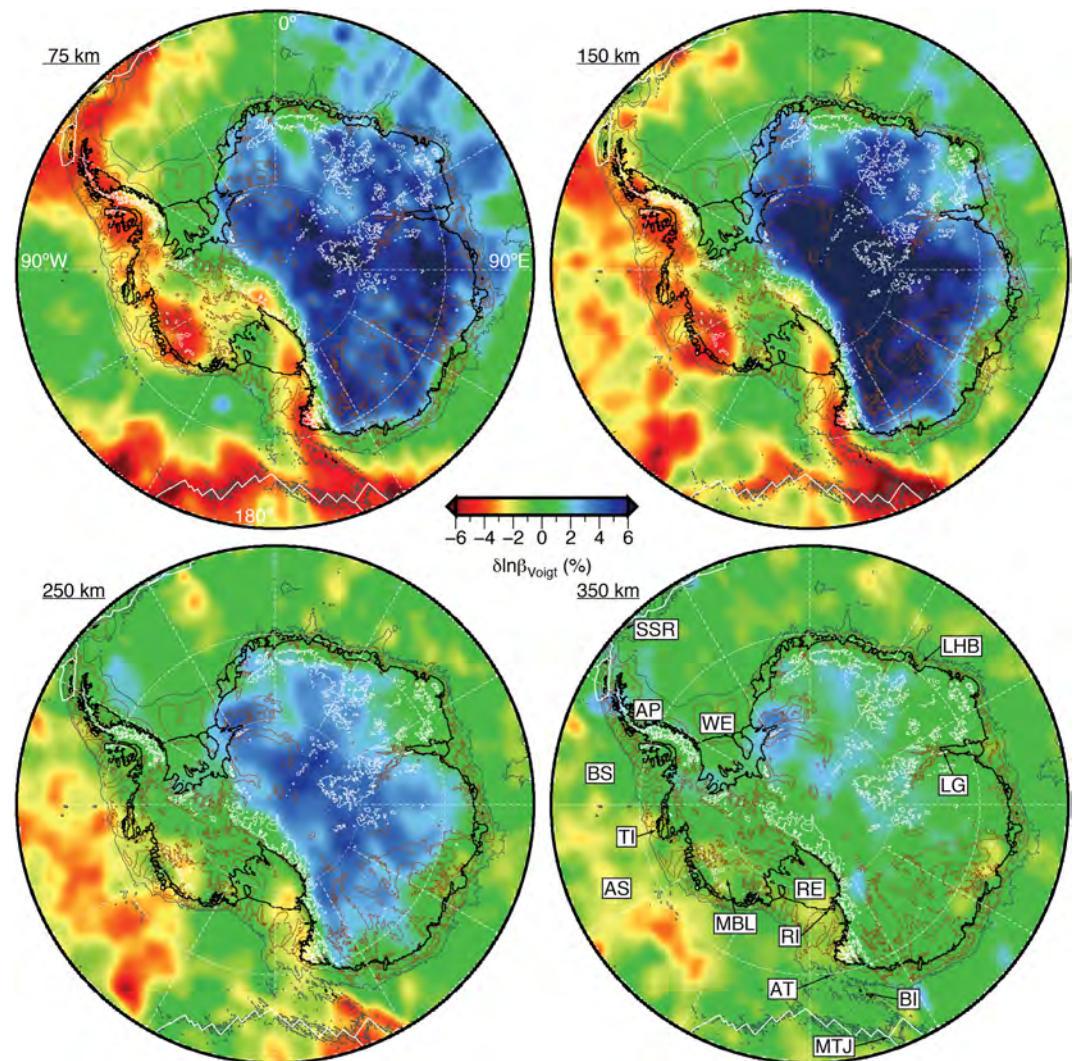 75 km
0°
150 km
90°W
90°E
180°
−6 −4 −2 0 2 4 6
δlnβVoigt (%)
250 km
350 km
SSR
LHB
AP
WE
BS
LG
TI
AS
RE
MBL
RI
AT
BI
MTJ